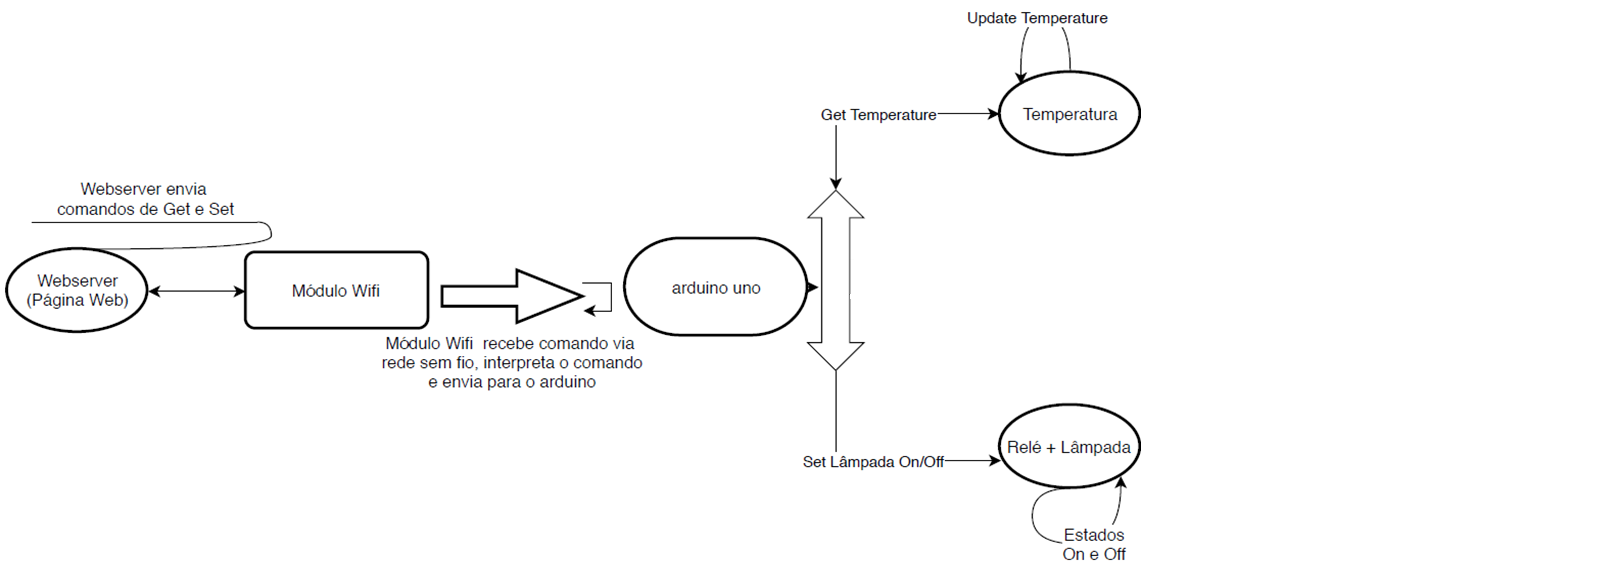 Update Temperature
Get Temperature
Temperatura
Webserver envia
comandos de Get e Set
Webserver
(Página Web)
Módulo Wifi
arduino uno
Módulo Wifi recebe comando via
rede sem fio, interpreta o comando
e envia para o arduino
Set Lâmpada On/Off
Relé + Lâmpada
Estados
On e Off